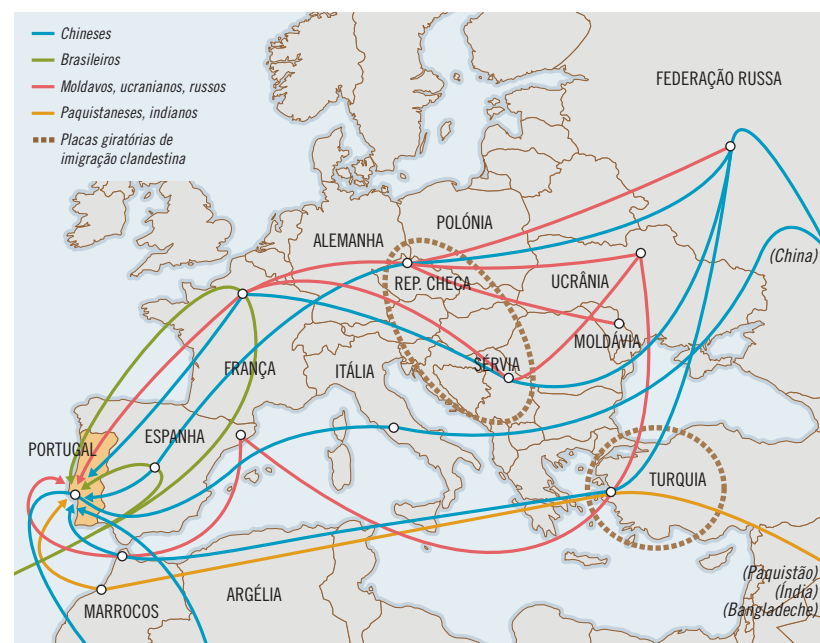 Chineses
Brasileiros
Moldavos, ucranianos, russos
Paquistaneses, indianos
Placas giratórias de
imigração clandestina
FEDERAÇÃO RUSSA
POLÓNIA
ALEMANHA
(China)
REP. CHECA
UCRÂNIA
MOLDÁVIA
FRANÇA
ITÁLIA
SÉRVIA
PORTUGAL
ESPANHA
TURQUIA
(Paquistão)
(Índia)
(Bangladeche)
ARGÉLIA
MARROCOS